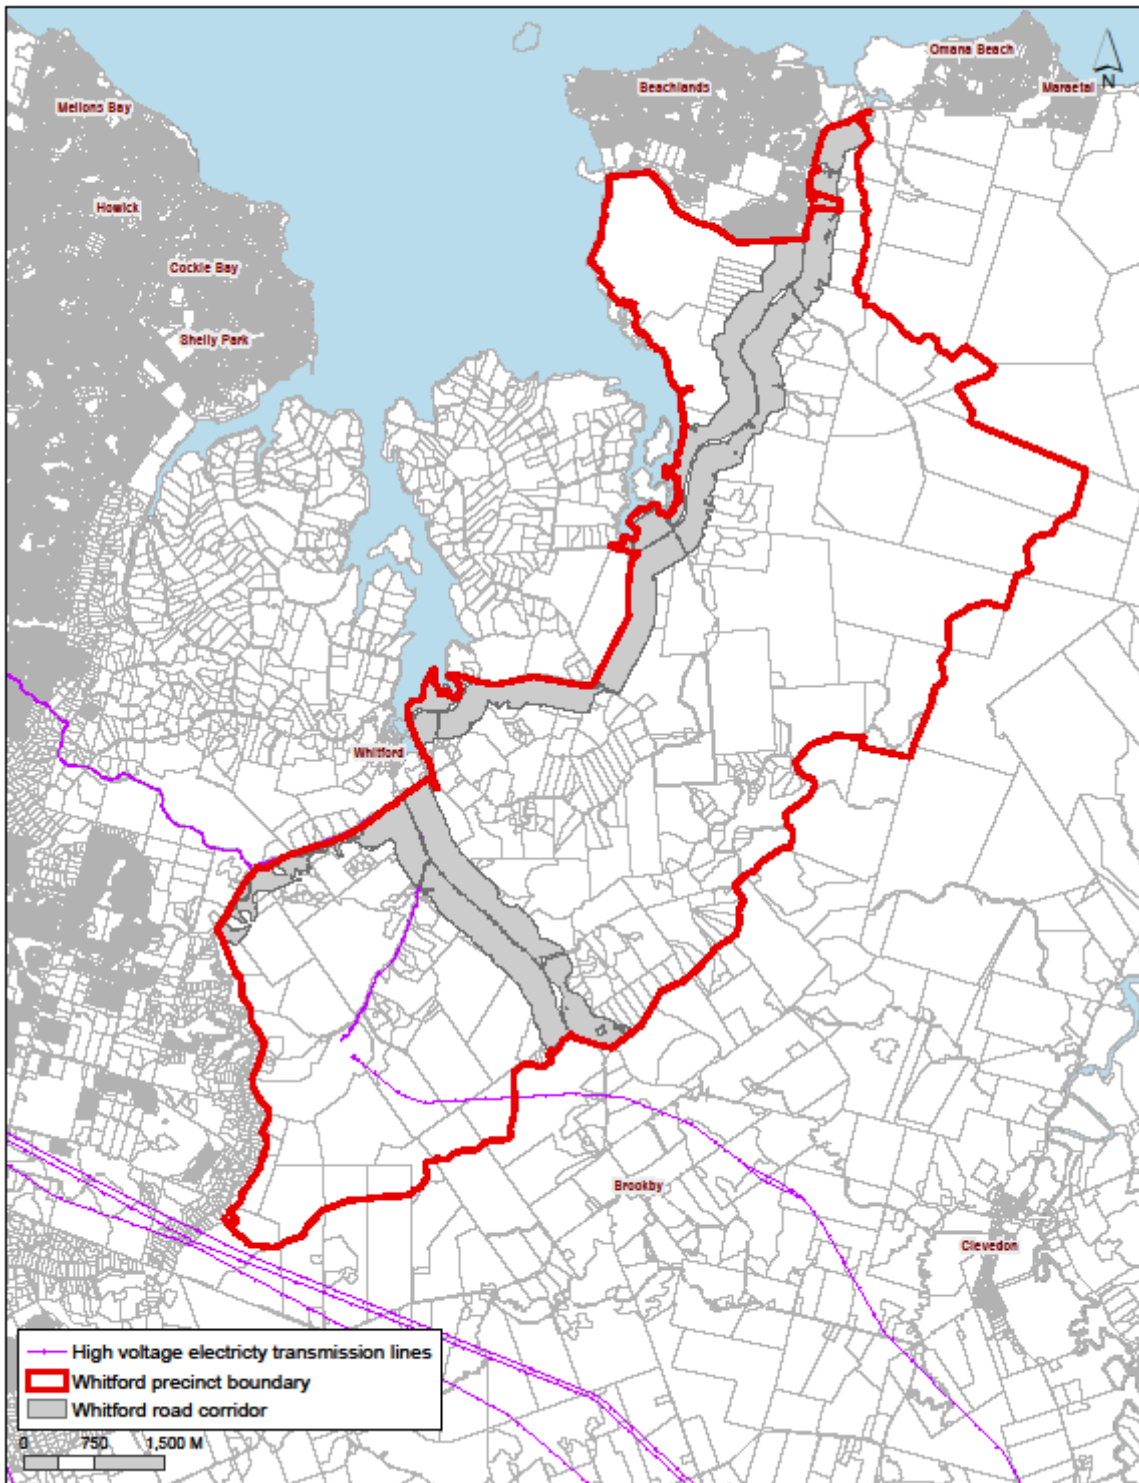 Omana Beach
Beachlands
Maraetai
N
Mellons Bay
Howick
Cockle Bay
Shelly Park
Whitford
Brookby
Clevedon
High voltage electricty transmission lines
Whitford precinct boundary
Whitford road corridor
0 750 1,500 M